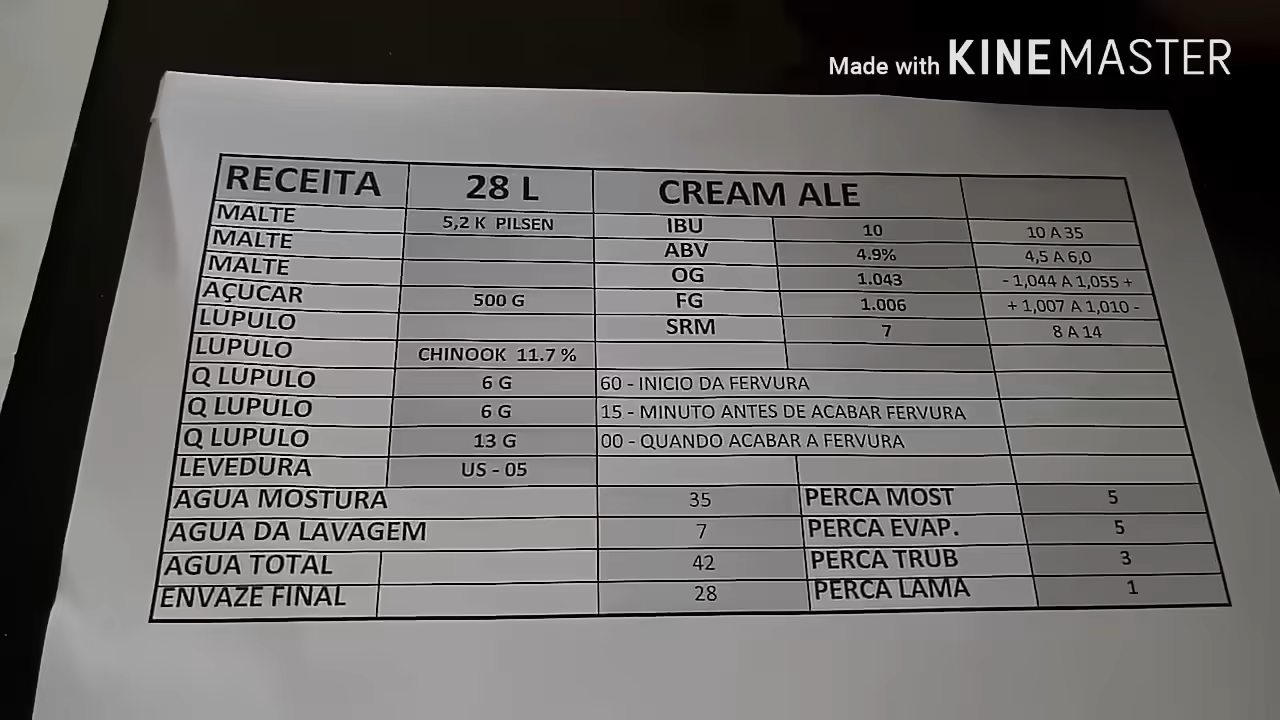 Made with KINEMASTER
RECEITA 28 L CREAM ALE
MALTE 5,2 K PILSEN IBU 10 10 A 35
MALTE ABV 4.9% 4,5 A 6,0
MALTE OG 1.043 - 1,044 A 1,055 +
AÇUCAR 500 G FG 1.006 + 1,007 A 1,010 -
LUPULO SRM 7 8 A 14
LUPULO CHINOOK 11.7 %
Q LUPULO 6 G 60 - INICIO DA FERVURA
Q LUPULO 6 G 15 - MINUTO ANTES DE ACABAR FERVURA
Q LUPULO 13 G 00 - QUANDO ACABAR A FERVURA
LEVEDURA US - 05
AGUA MOSTURA 35 PERCA MOST 5
AGUA DA LAVAGEM 7 PERCA EVAP. 5
AGUA TOTAL 42 PERCA TRUB 3
ENVAZE FINAL 28 PERCA LAMA 1